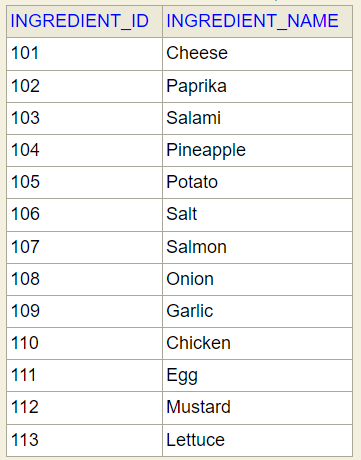 INGREDIENT_ID INGREDIENT_NAME
101 Cheese
102 Paprika
103 Salami
104 Pineapple
105 Potato
106 Salt
107 Salmon
108 Onion
109 Garlic
110 Chicken
111 Egg
112 Mustard
113 Lettuce